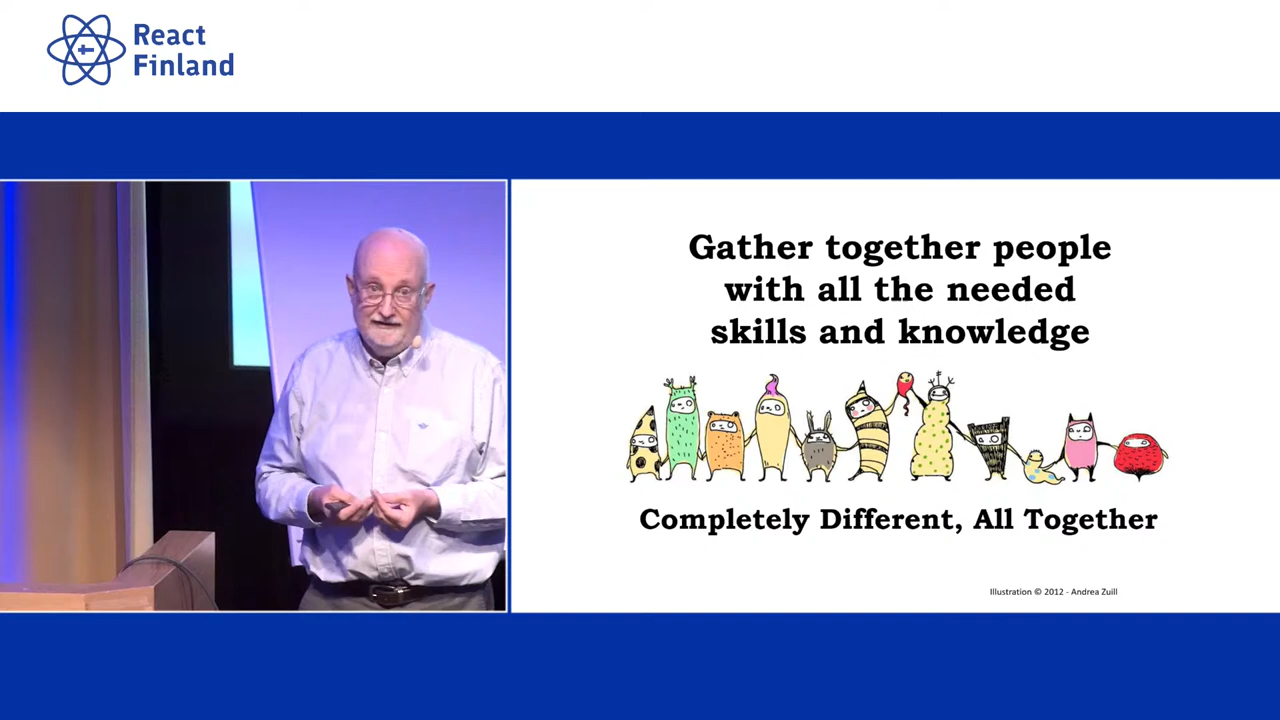 React
Finland
Gather together people
with all the needed
skills and knowledge
Completely Different, All Together
Illustration © 2012 - Andrea Zuill